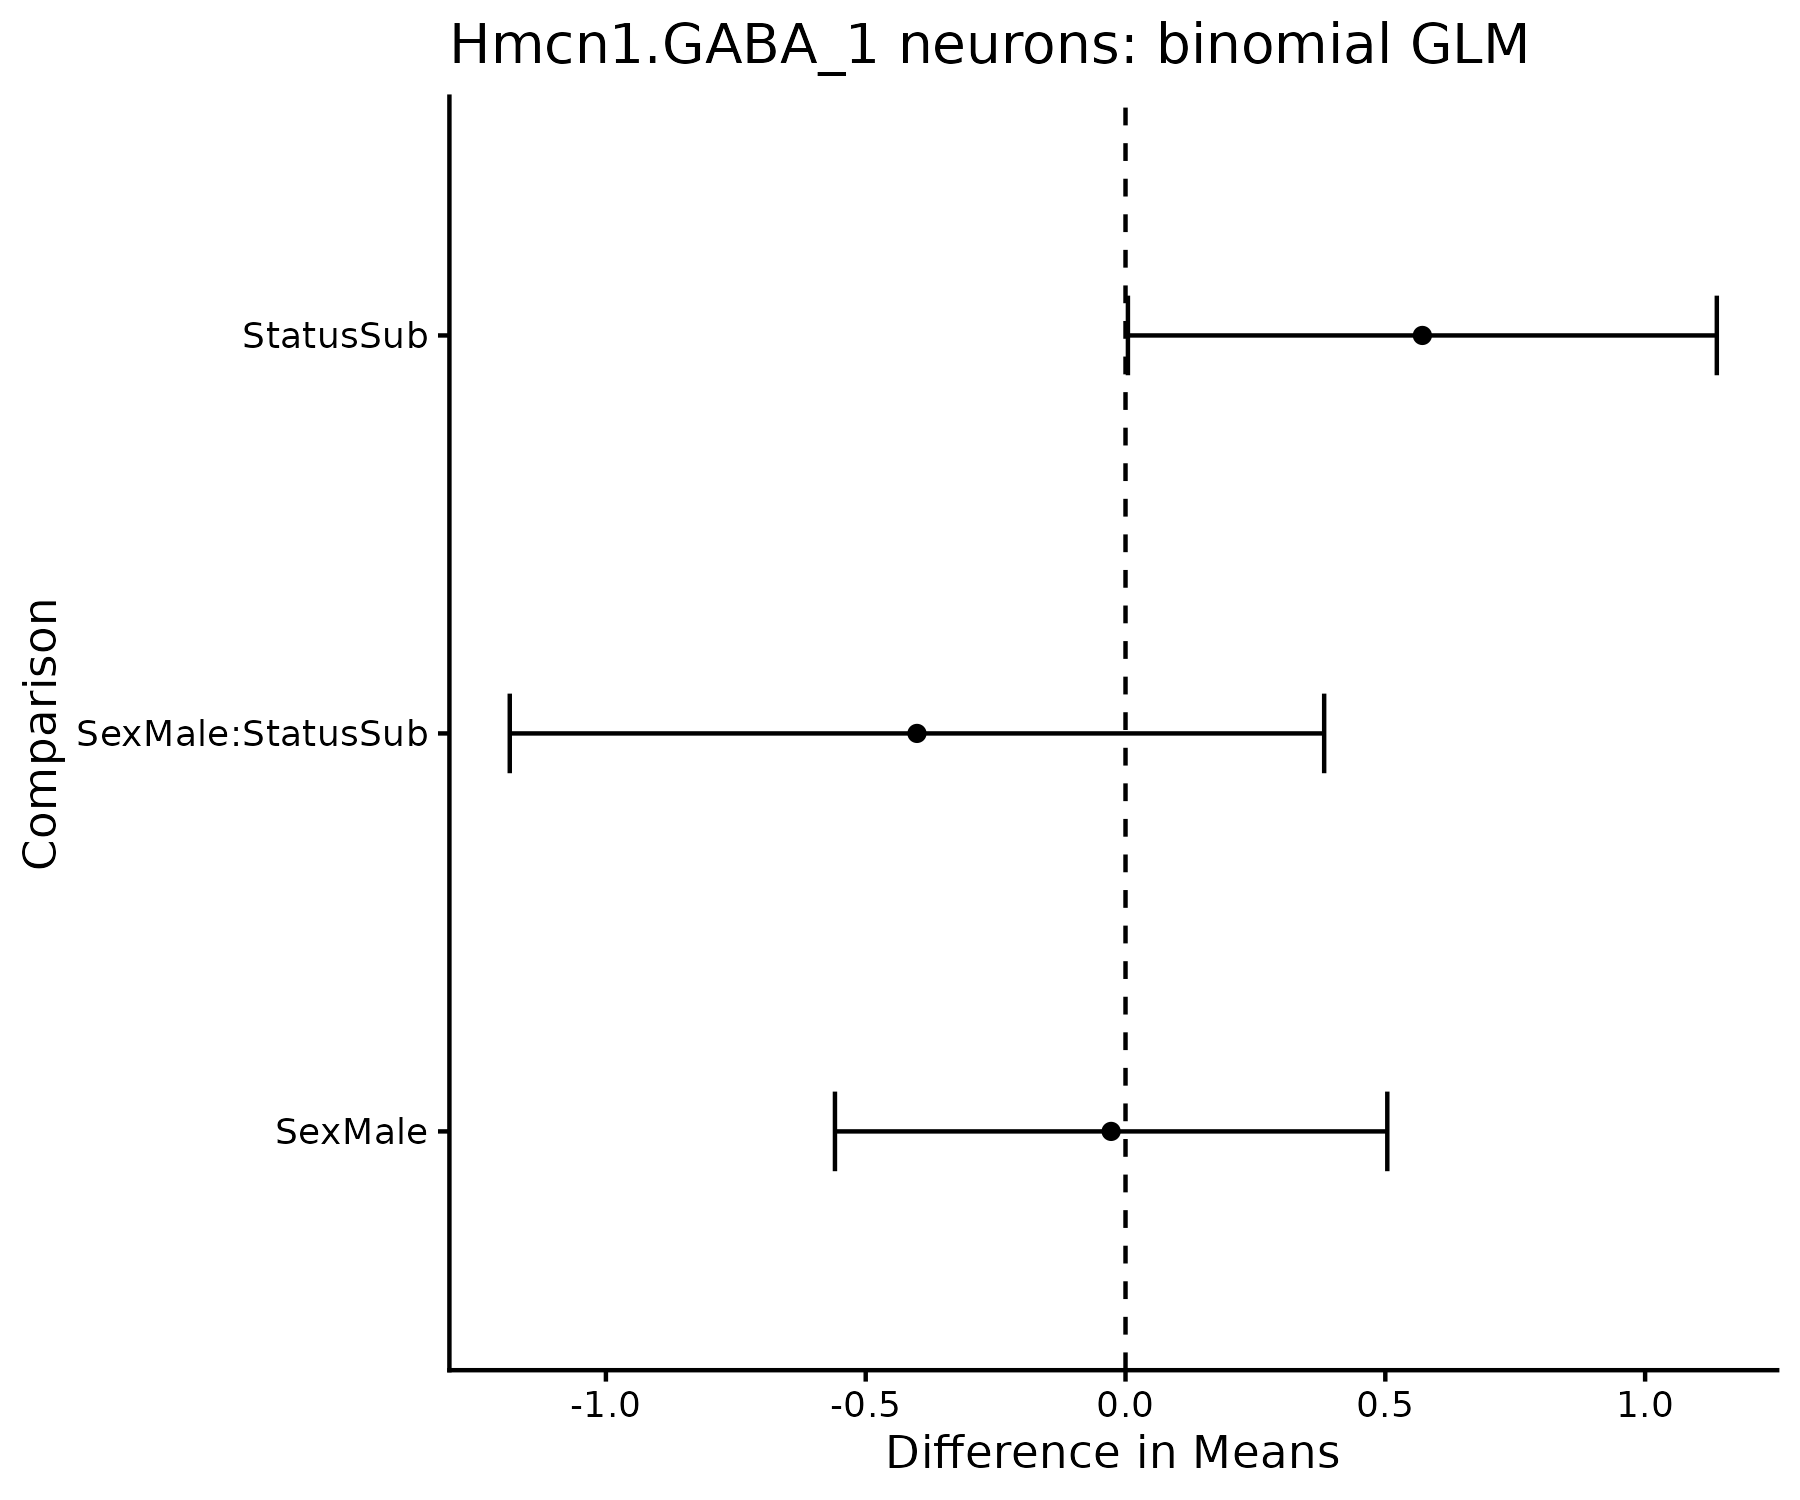 Hmcn1.GABA_1 neurons: binomial GLM
Comparison
StatusSub
SexMale:StatusSub
SexMale
-1.0 -0.5 0.0 0.5 1.0
Difference in Means